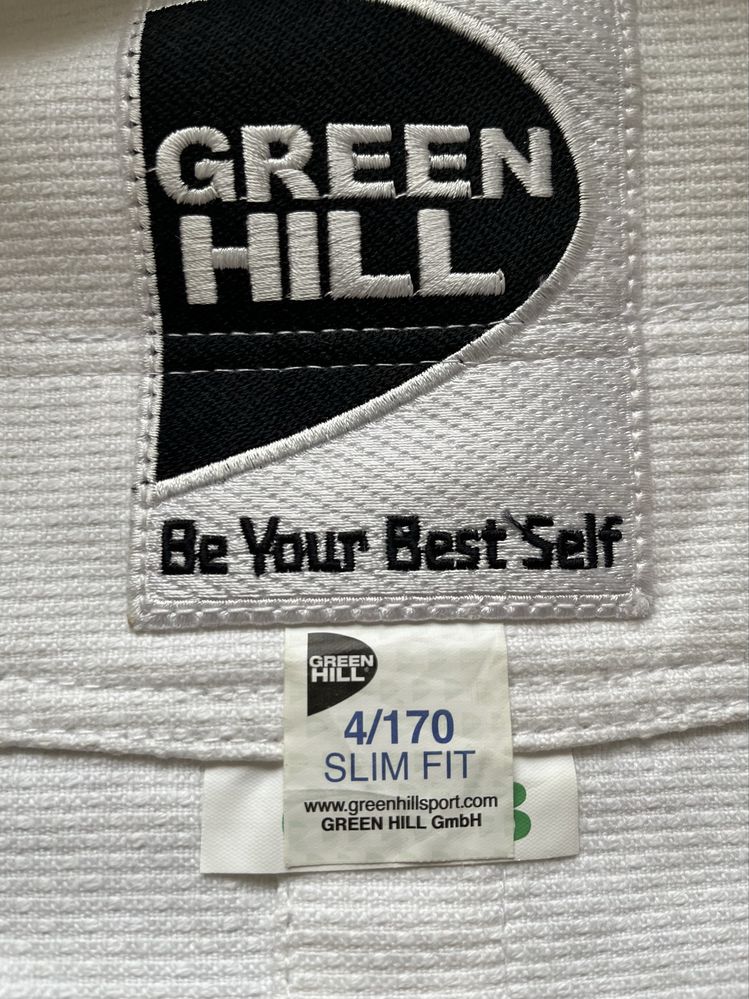 GREEN
HILL
Be Your Best Self
GREEN
HILL®
4/170
SLIM FIT
www.greenhillsport.com
GREEN HILL GmbH